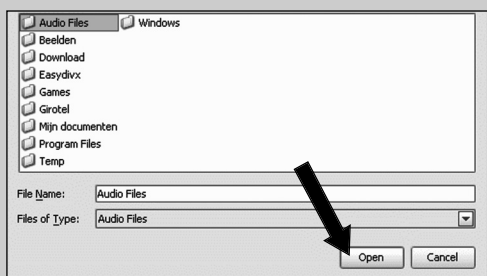 Audio Files
Beelden
Download
Easydivx
Games
Girotel
Mijn documenten
Program Files
Temp
Windows
File Name: Audio Files
Files of Type: Audio Files
Open Cancel